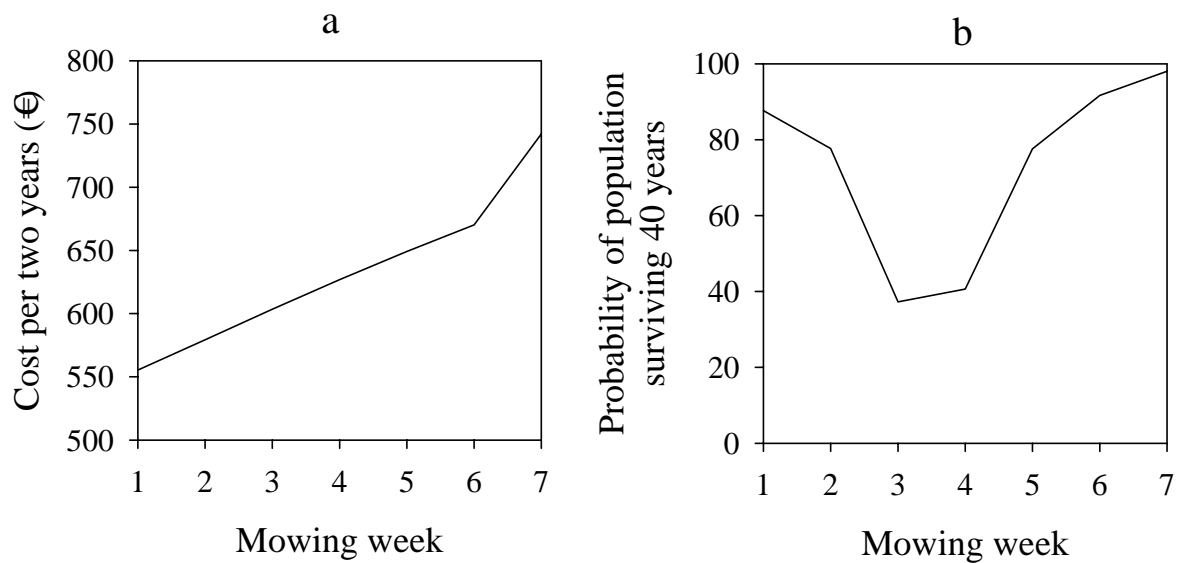 a
Cost per two years (€)
800
750
700
650
600
550
500
1 2 3 4 5 6 7
Mowing week
b
Probability of population
surviving 40 years
100
80
60
40
20
0
1 2 3 4 5 6 7
Mowing week